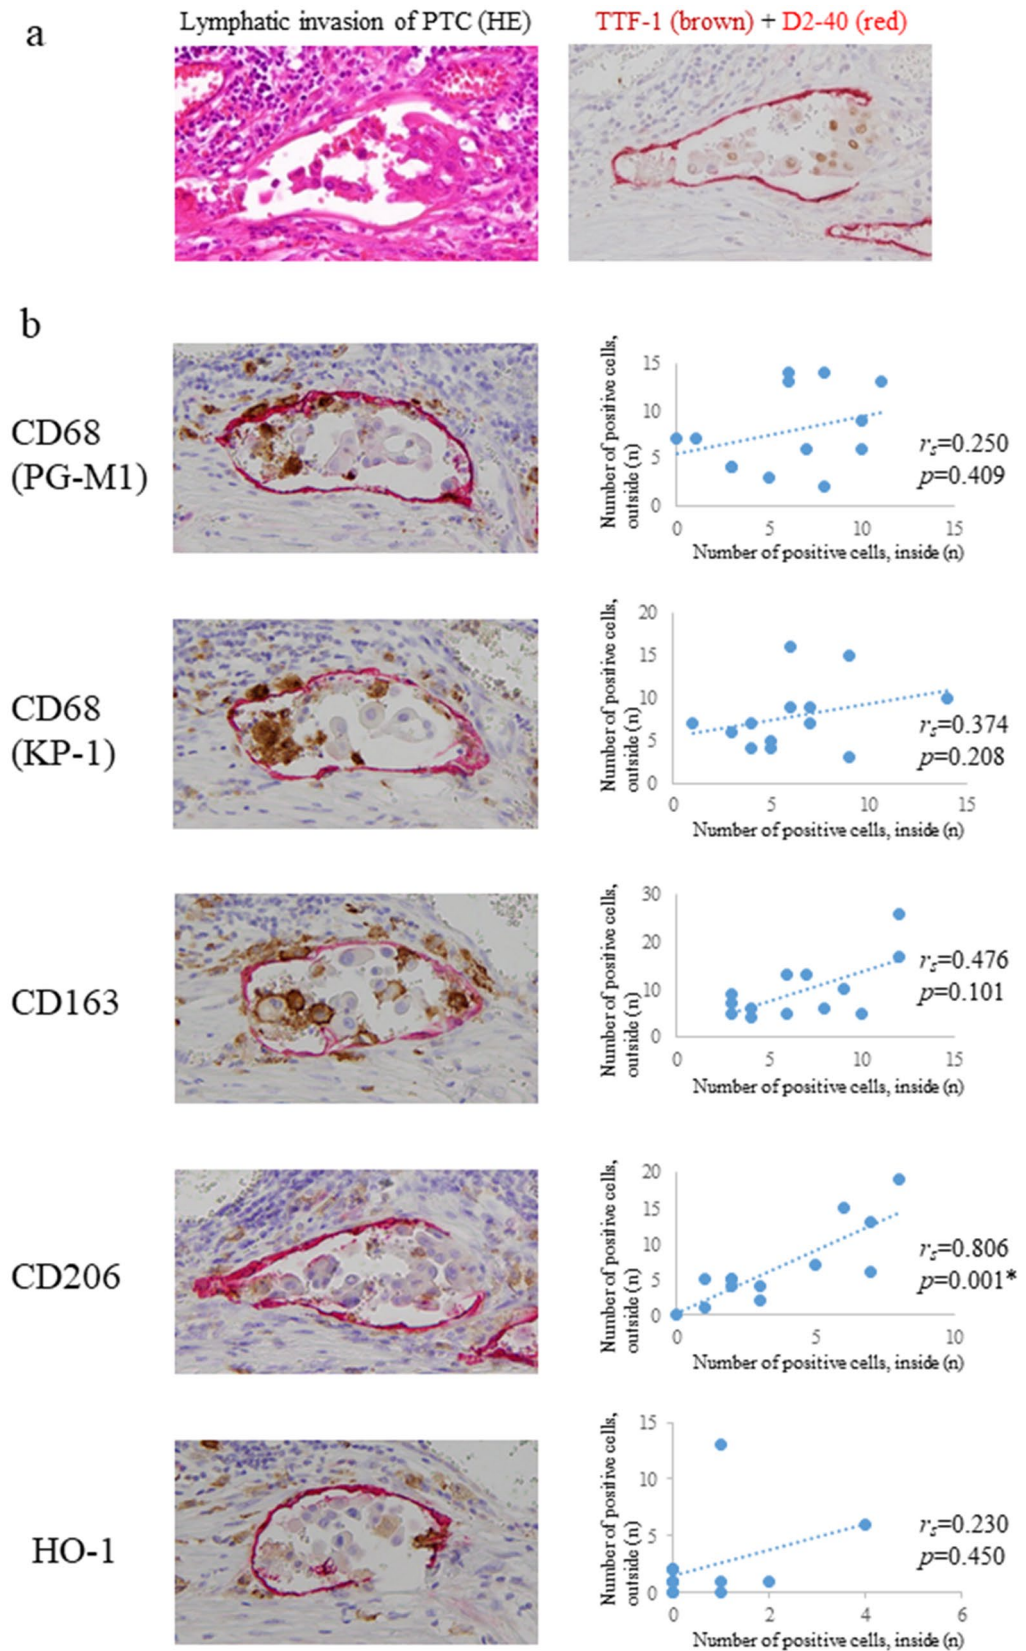 a
Lymphatic invasion of PTC (HE)
TTF-1 (brown) + D2-40 (red)
b
CD68
(PG-M1)
Number of positive cells,
outside (n)
15
10
5
0
0 5 10 15
Number of positive cells, inside (n)
rs=0.250
p=0.409
CD68
(KP-1)
Number of positive cells,
outside (n)
20
15
10
5
0
0 5 10 15
Number of positive cells, inside (n)
rs=0.374
p=0.208
CD163
Number of positive cells,
outside (n)
30
20
10
0
0 5 10 15
Number of positive cells, inside (n)
rs=0.476
p=0.101
CD206
Number of positive cells,
outside (n)
20
15
10
5
0
0 5 10
Number of positive cells, inside (n)
rs=0.806
p=0.001*
HO-1
Number of positive cells,
outside (n)
15
10
5
0
0 2 4 6
Number of positive cells, inside (n)
rs=0.230
p=0.450